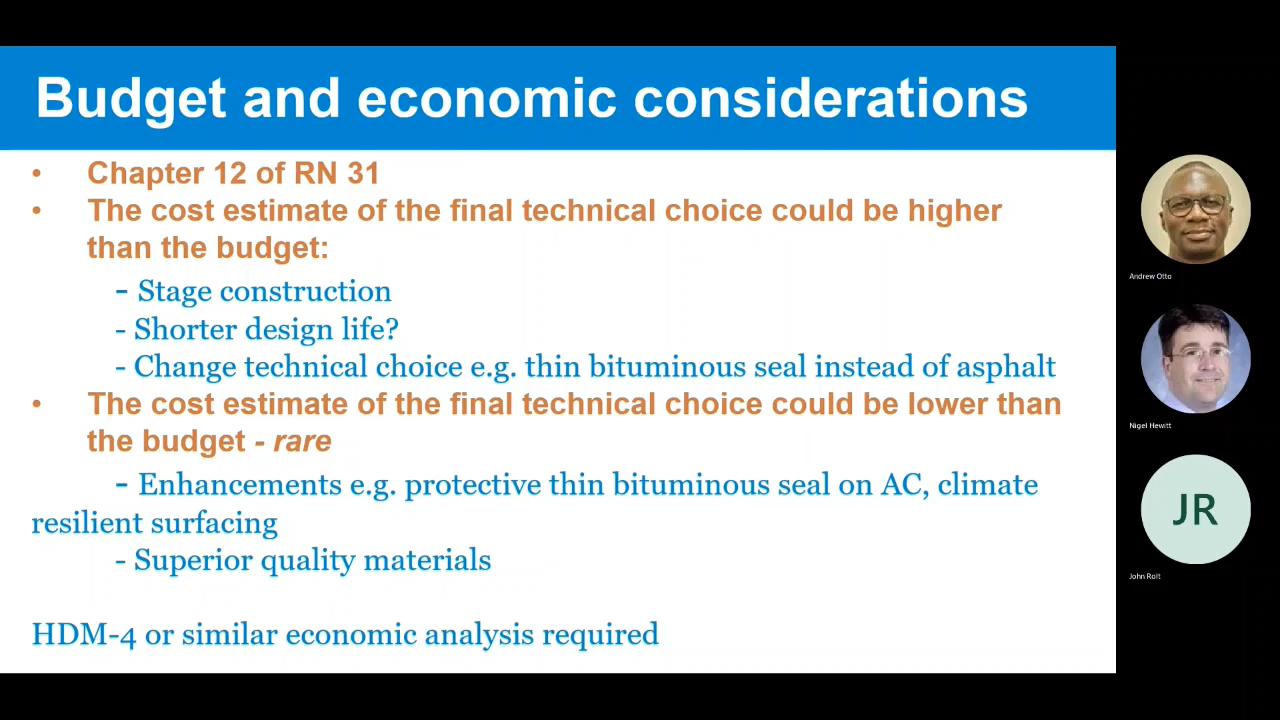 Budget and economic considerations
• Chapter 12 of RN 31
• The cost estimate of the final technical choice could be higher
than the budget:
- Stage construction
- Shorter design life?
- Change technical choice e.g. thin bituminous seal instead of asphalt
• The cost estimate of the final technical choice could be lower than
the budget - rare
- Enhancements e.g. protective thin bituminous seal on AC, climate
resilient surfacing
- Superior quality materials
HDM-4 or similar economic analysis required
Andrew Otto
Nigel Hewitt
JR
John Rolt